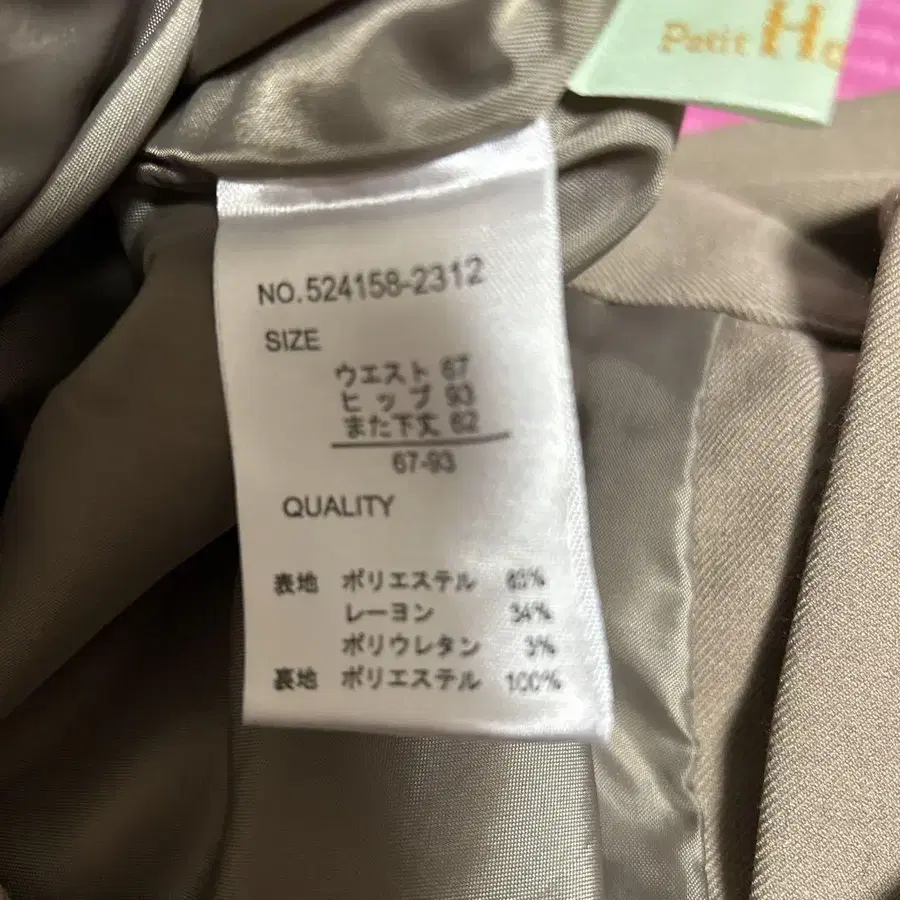 Petit Ho
NO.524158-2312
SIZE
ウエスト 67
ヒップ 93
また下丈 62
67-93
QUALITY
表地 ポリエステル 63%
レーヨン 34%
ポリウレタン 3%
裏地 ポリエステル 100%